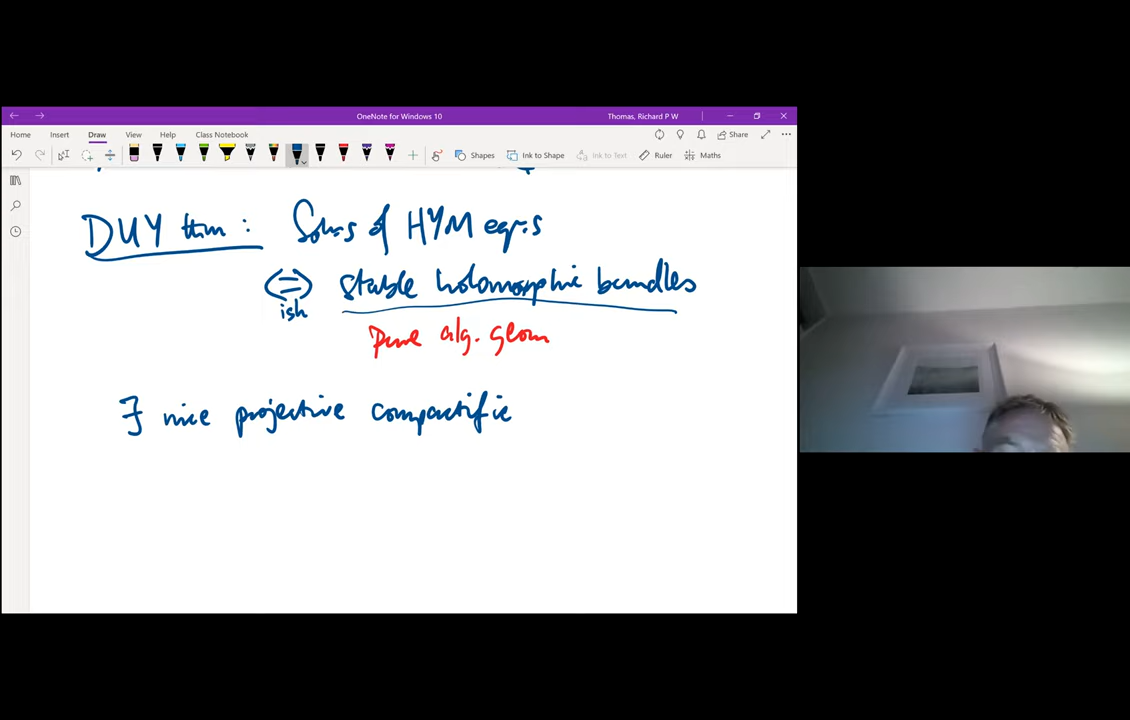 OneNote for Windows 10
Thomas, Richard P W
Home Insert Draw View Help Class Notebook
Share
Shapes Ink to Shape Ink to Text Ruler Maths
DUY thm : Solns of HYM eqns
⟺ stable holomorphic bundles
ish
Pure alg. geom
∃ nice projective compactific